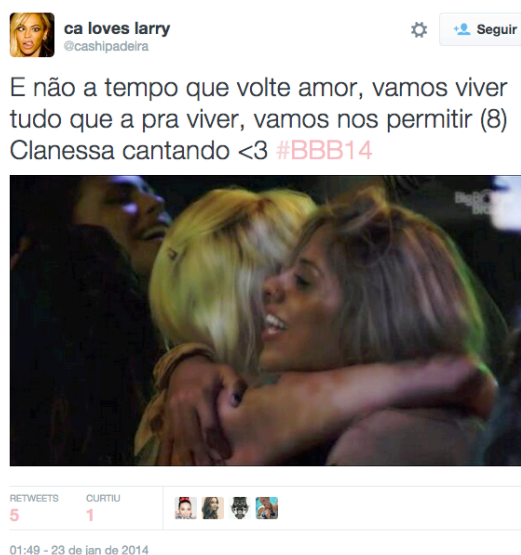 ca loves larry
@cashipadeira
Seguir
E não a tempo que volte amor, vamos viver
tudo que a pra viver, vamos nos permitir (8)
Clanessa cantando <3 #BBB14
RETWEETS CURTIU
5 1
01:49 - 23 de jan de 2014